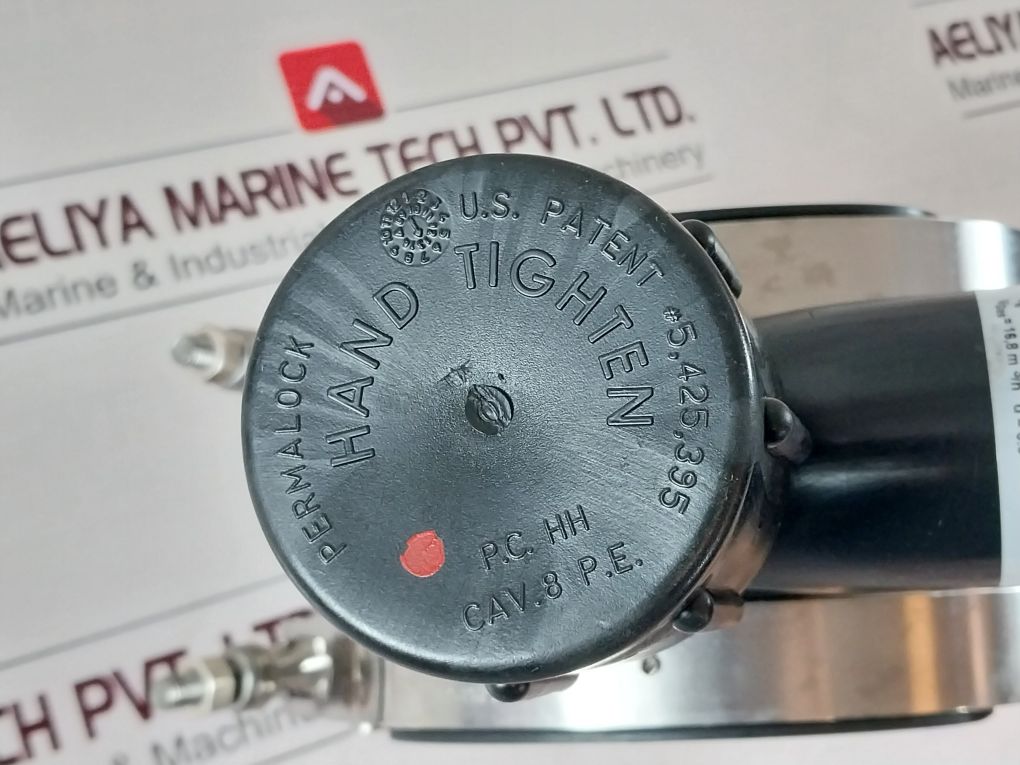 AELIYA MARINE TECH PVT. LTD.
Marine & Industrial
Machinery
AELIY
Marine
U.S. PATENT #5,425,395
HAND TIGHTEN
PERMALOCK
P.C. HH
CAV.8 P.E.
CH PVT. LTD.
& Machinery